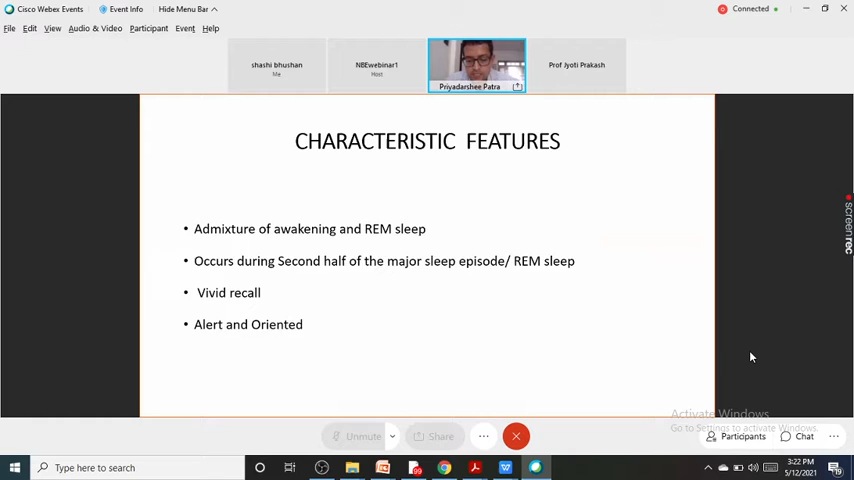 Cisco Webex Events
Event Info
Hide Menu Bar
Connected
File Edit View Audio & Video Participant Event Help
shashi bhushan
Me
NBEwebinar1
Host
Priyadarshee Patra
Prof Jyoti Prakash
CHARACTERISTIC FEATURES
• Admixture of awakening and REM sleep
• Occurs during Second half of the major sleep episode/ REM sleep
• Vivid recall
• Alert and Oriented
screenrec
Activate Windows
Go to Settings to activate Windows.
Unmute
Share
Participants
Chat
Type here to search
99
3:22 PM
5/12/2021
19